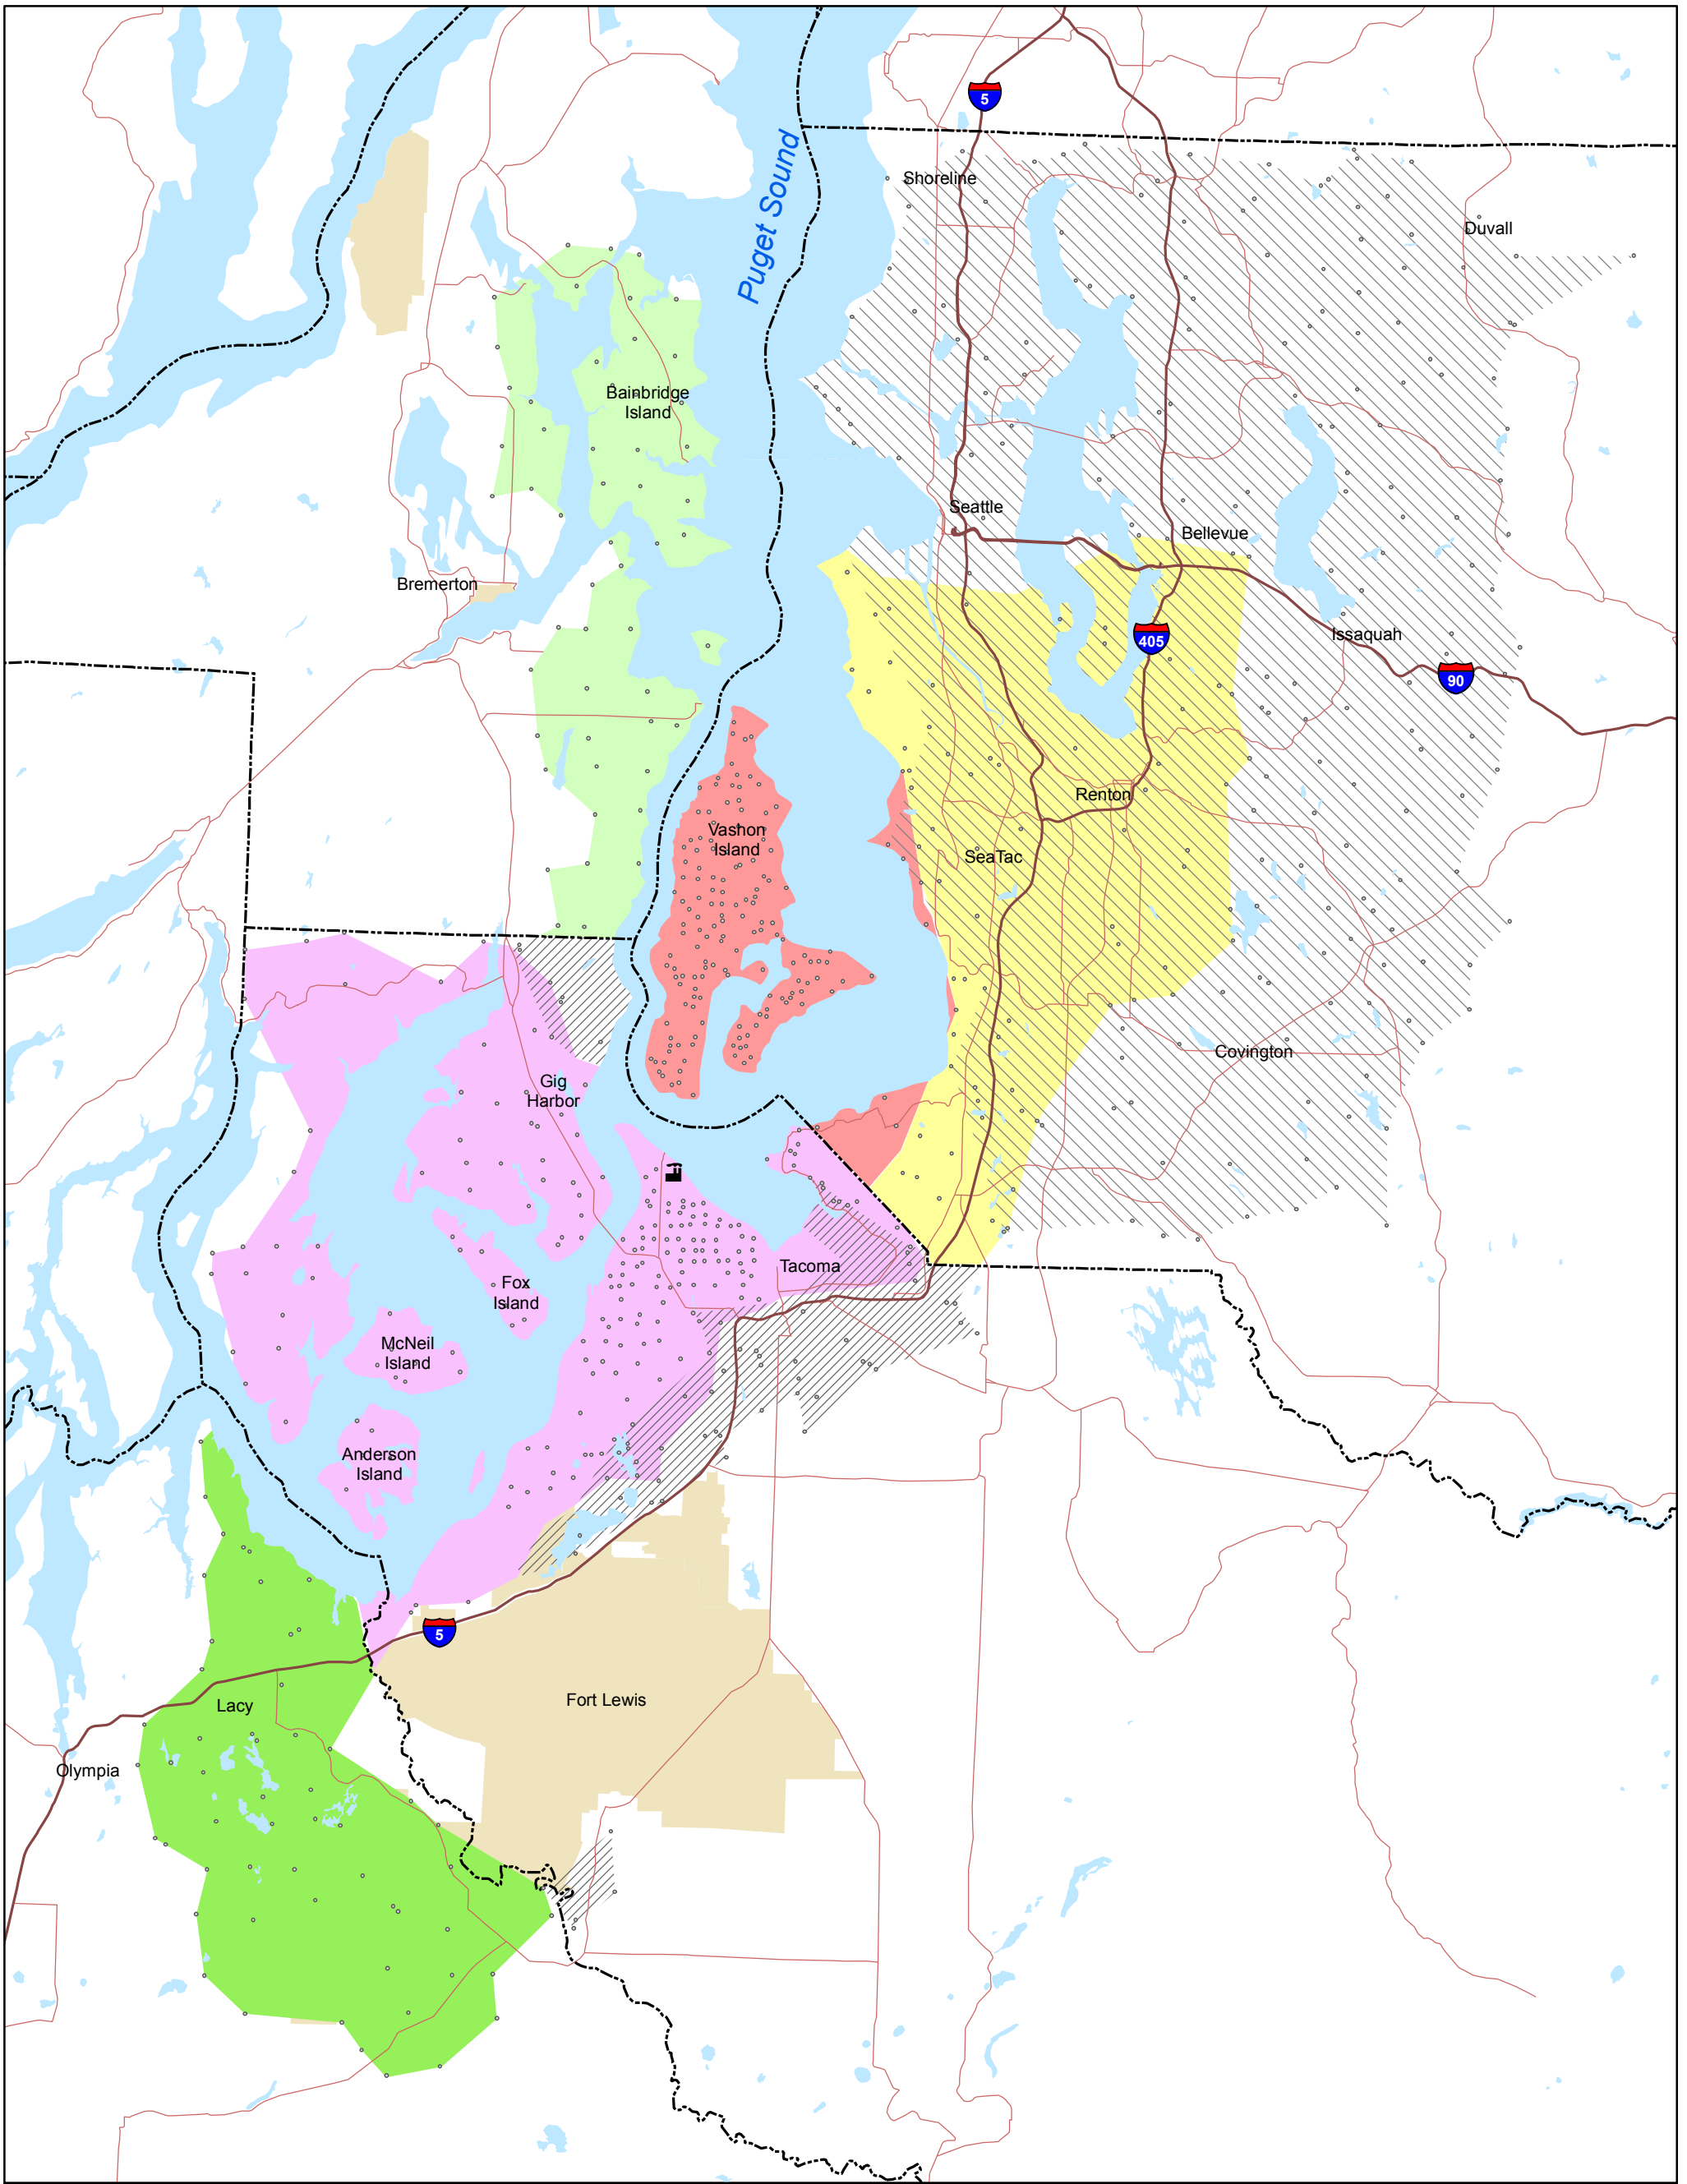 5
Puget Sound
Shoreline
Duvall
Bainbridge
Island
Seattle
Bellevue
Bremerton
Issaquah
405
90
Renton
Vashon
Island
SeaTac
Covington
Gig
Harbor
Tacoma
Fox
Island
McNeil
Island
Anderson
Island
5
Fort Lewis
Lacy
Olympia